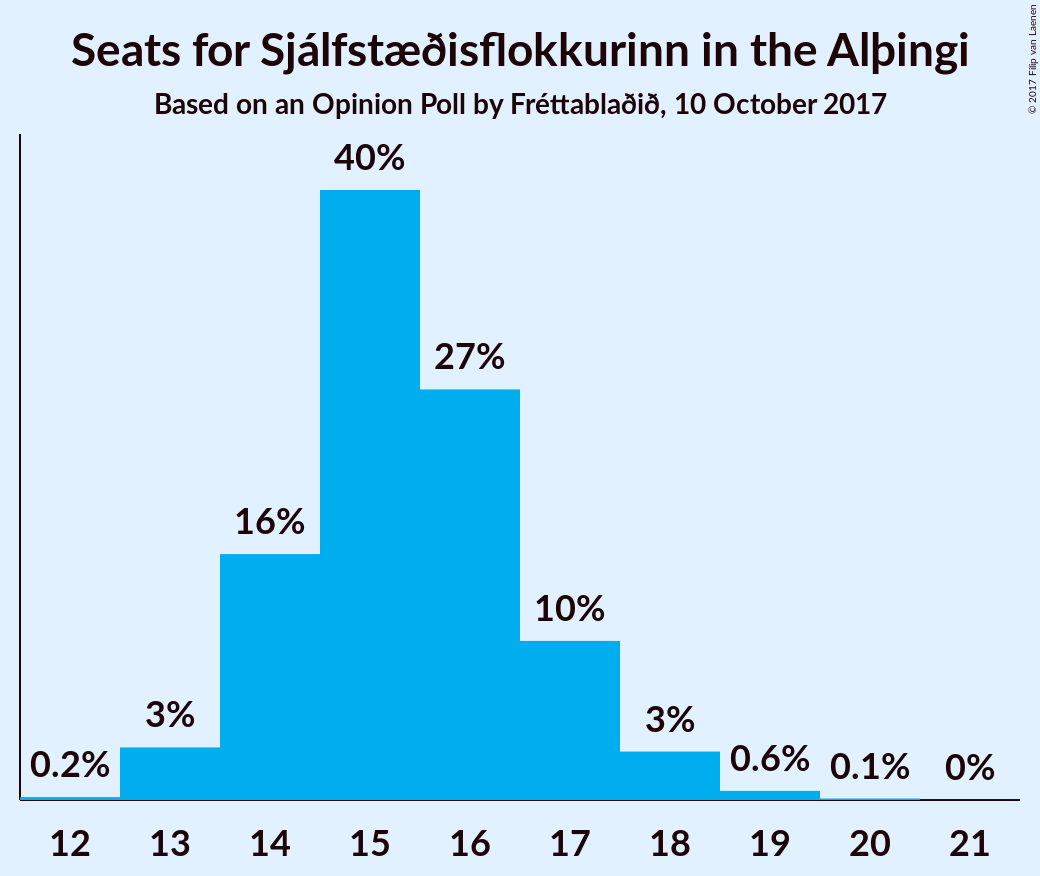 Seats for Sjálfstæðisflokkurinn in the Alþingi
Based on an Opinion Poll by Fréttablaðið, 10 October 2017
© 2017 Filip van Laenen
40%
27%
16%
10%
3%
3%
0.2%
0.6%
0.1%
0%
12 13 14 15 16 17 18 19 20 21